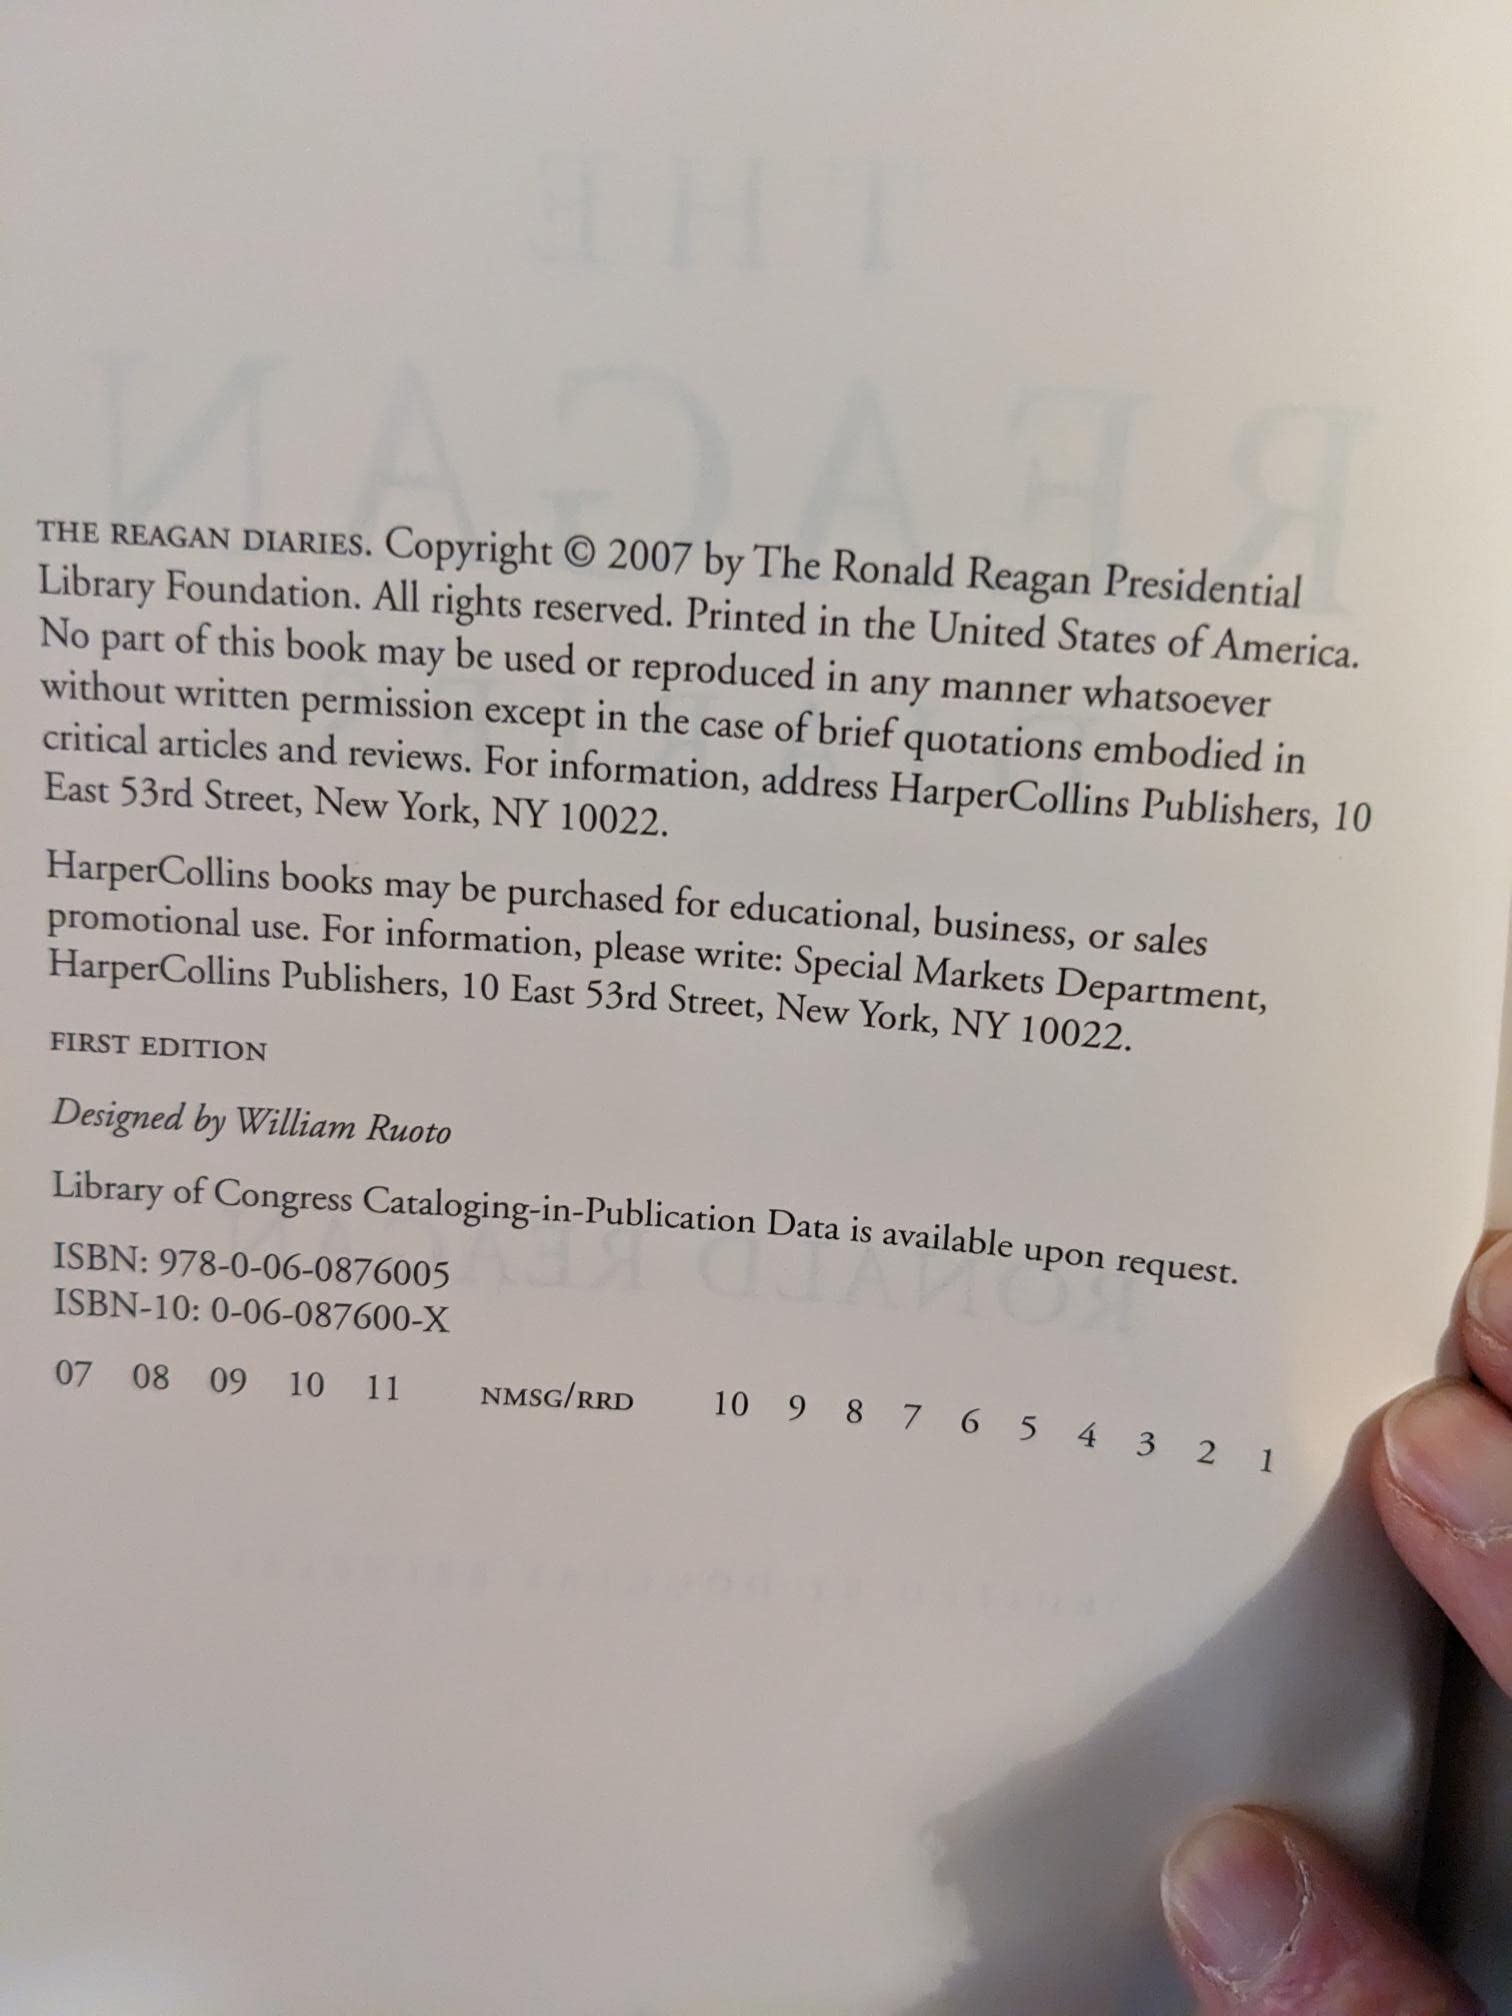 THE REAGAN DIARIES. Copyright © 2007 by The Ronald Reagan Presidential
Library Foundation. All rights reserved. Printed in the United States of America.
No part of this book may be used or reproduced in any manner whatsoever
without written permission except in the case of brief quotations embodied in
critical articles and reviews. For information, address HarperCollins Publishers, 10
East 53rd Street, New York, NY 10022.
HarperCollins books may be purchased for educational, business, or sales
promotional use. For information, please write: Special Markets Department,
HarperCollins Publishers, 10 East 53rd Street, New York, NY 10022.
FIRST EDITION
Designed by William Ruoto
Library of Congress Cataloging-in-Publication Data is available upon request.
ISBN: 978-0-06-0876005
ISBN-10: 0-06-087600-X
07 08 09 10 11 NMSG/RRD 10 9 8 7 6 5 4 3 2 1